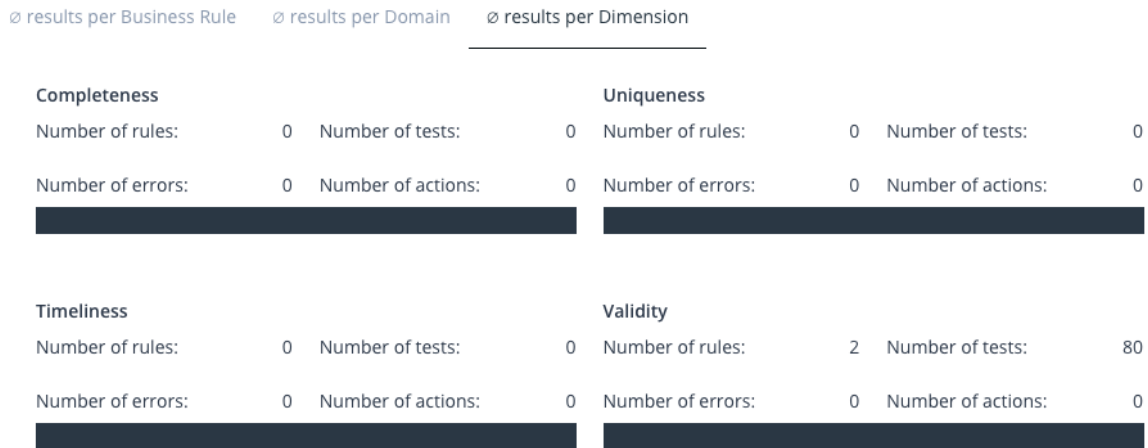 ∅ results per Business Rule ∅ results per Domain ∅ results per Dimension
Completeness Uniqueness
Number of rules: 0 Number of tests: 0 Number of rules: 0 Number of tests: 0
Number of errors: 0 Number of actions: 0 Number of errors: 0 Number of actions: 0
Timeliness Validity
Number of rules: 0 Number of tests: 0 Number of rules: 2 Number of tests: 80
Number of errors: 0 Number of actions: 0 Number of errors: 0 Number of actions: 0